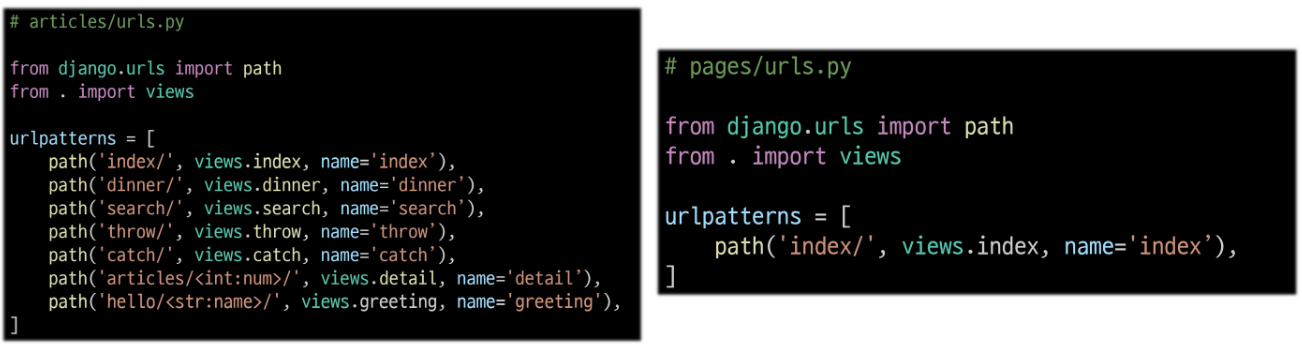 # articles/urls.py
from django.urls import path
from . import views
urlpatterns = [
    path('index/', views.index, name='index’),
    path('dinner/', views.dinner, name='dinner’),
    path('search/', views.search, name='search’),
    path('throw/', views.throw, name='throw’),
    path('catch/', views.catch, name='catch’),
    path('articles/<int:num>/', views.detail, name='detail’),
    path('hello/<str:name>/', views.greeting, name='greeting'),
]
# pages/urls.py
from django.urls import path
from . import views
urlpatterns = [
    path('index/', views.index, name='index’),
]